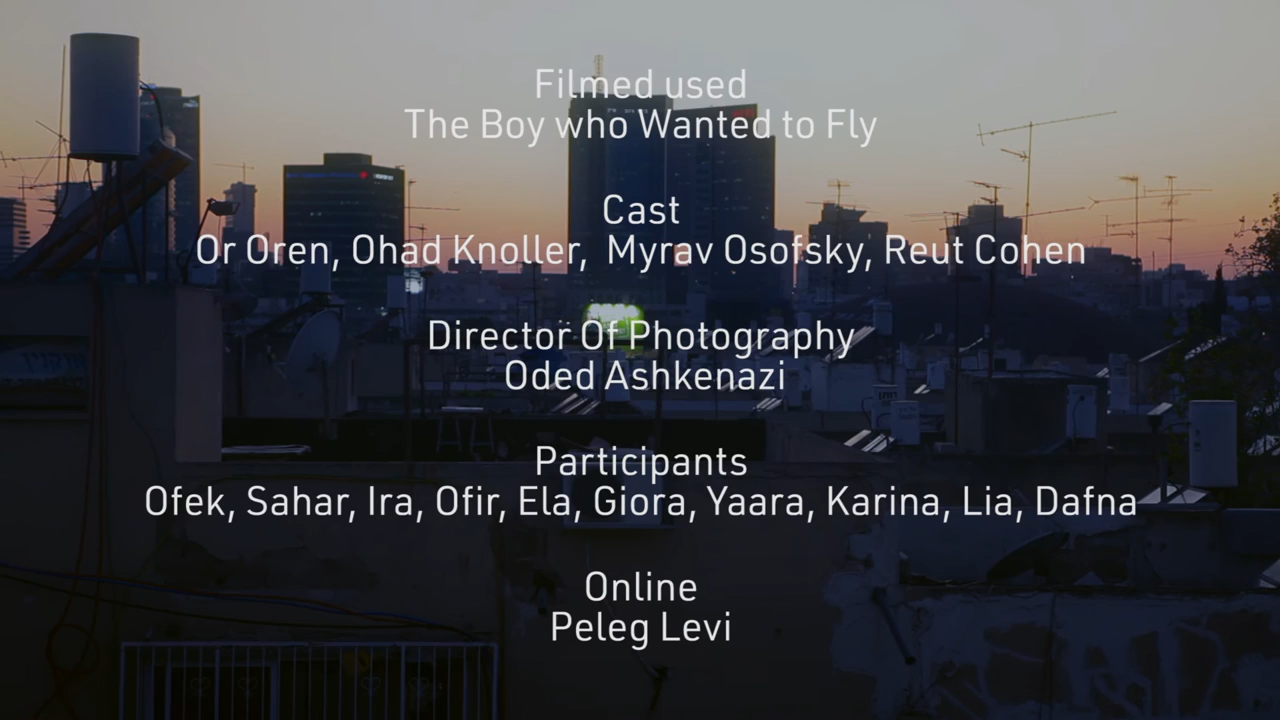 Filmed used
The Boy who Wanted to Fly
Cast
Or Oren, Ohad Knoller,  Myrav Osofsky, Reut Cohen
Director Of Photography
Oded Ashkenazi
Participants
Ofek, Sahar, Ira, Ofir, Ela, Giora, Yaara, Karina, Lia, Dafna
Online
Peleg Levi